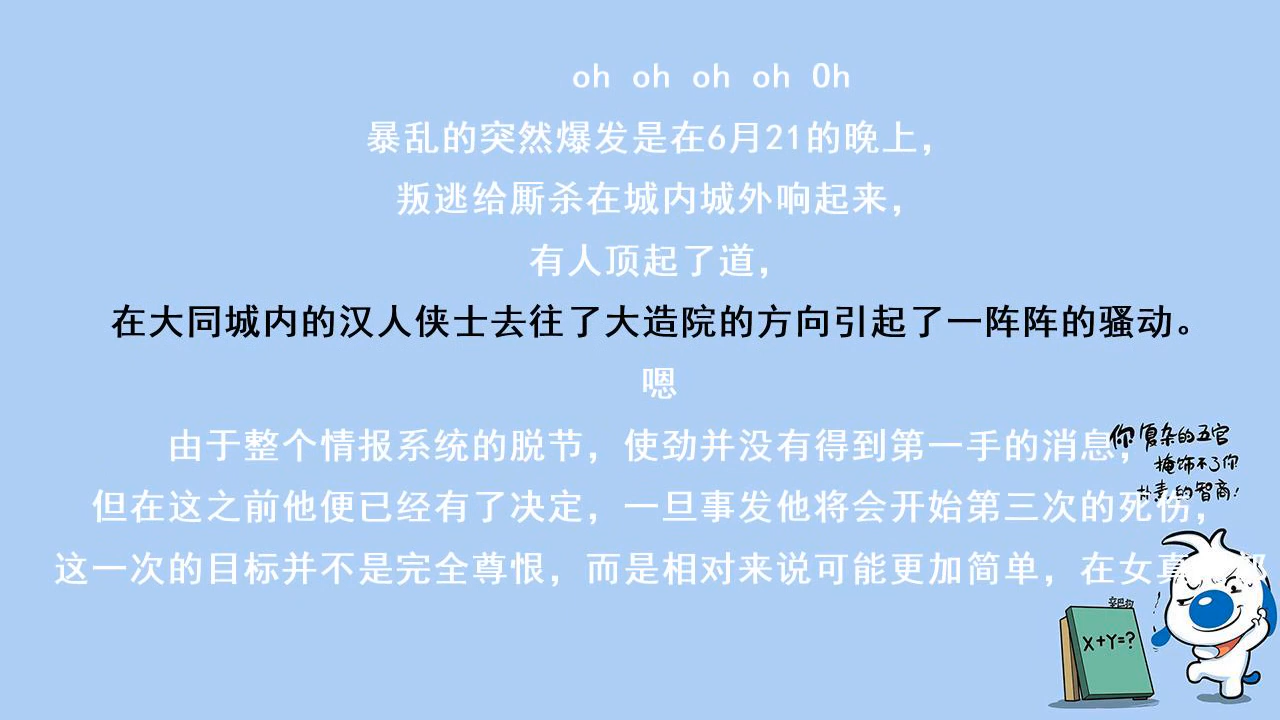 oh oh oh oh Oh
暴乱的突然爆发是在6月21的晚上，
叛逃给厮杀在城内城外响起来，
有人顶起了道，
在大同城内的汉人侠士去往了大造院的方向引起了一阵阵的骚动。
嗯
由于整个情报系统的脱节，使劲并没有得到第一手的消息，
但在这之前他便已经有了决定，一旦事发他将会开始第三次的死伤，
这一次的目标并不是完全尊恨，而是相对来说可能更加简单，在女真
你复杂的五官
掩饰不了你
朴素的智商！
辛巴狗
X+Y=?